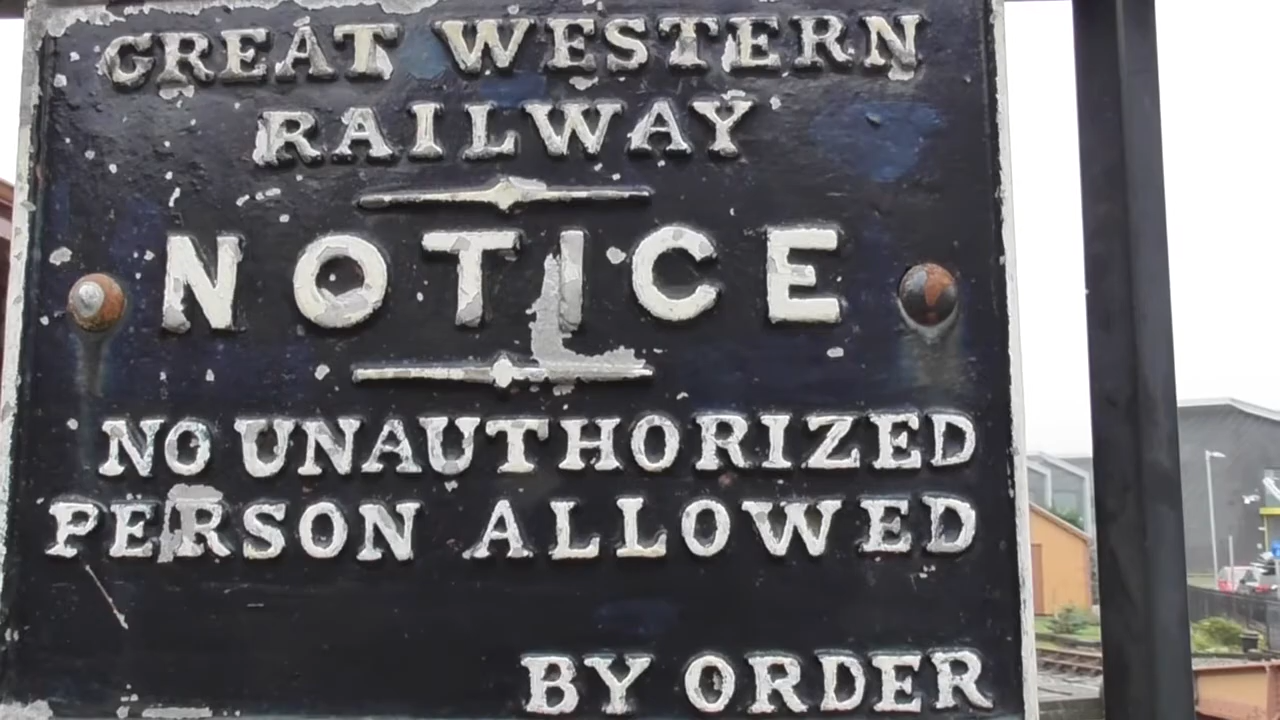 GREAT WESTERN
RAILWAY
NOTICE
NO UNAUTHORIZED
PERSON ALLOWED
BY ORDER